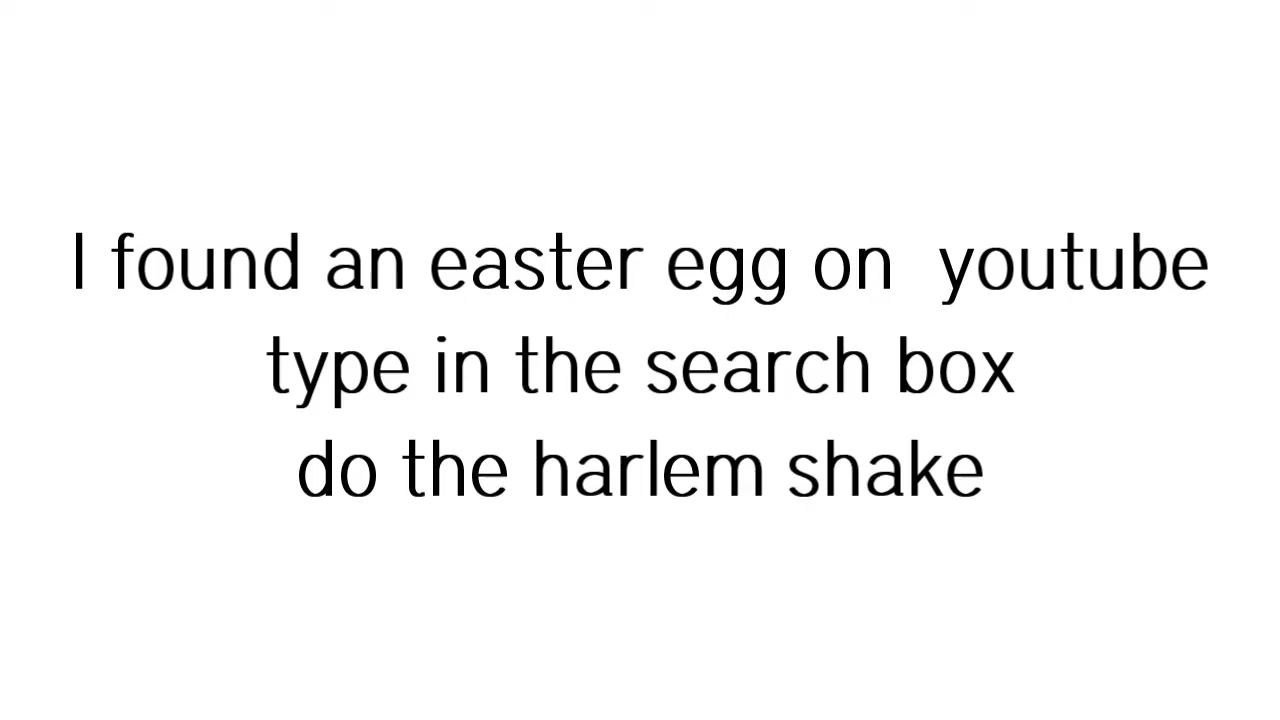 I found an easter egg on  youtube
type in the search box
do the harlem shake